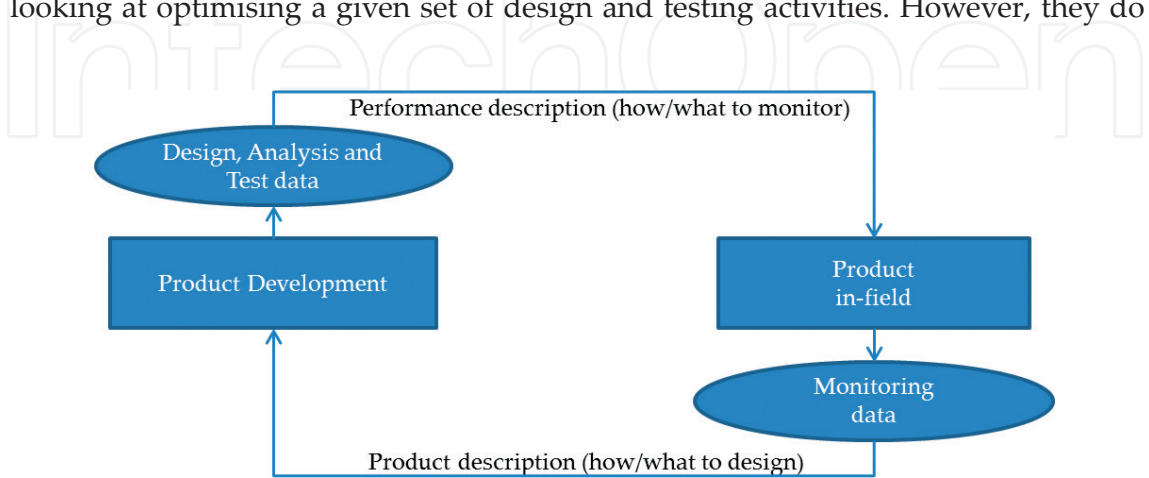 looking at optimising a given set of design and testing activities. However, they do
IntechOpen
Performance description (how/what to monitor)
Design, Analysis and
Test data
Product Development
Product
in-field
Monitoring
data
Product description (how/what to design)